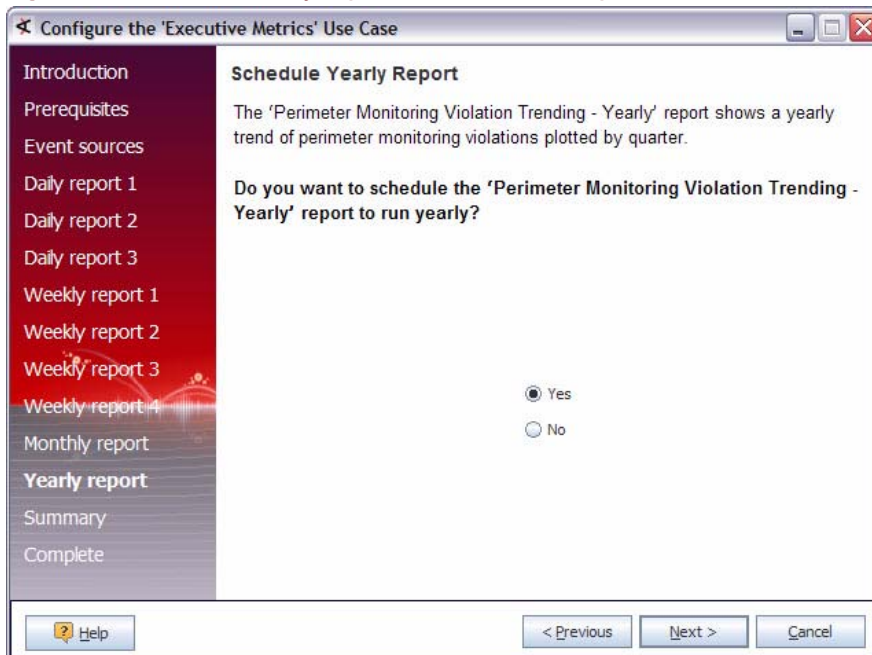 Configure the 'Executive Metrics' Use Case
Introduction
Prerequisites
Event sources
Daily report 1
Daily report 2
Daily report 3
Weekly report 1
Weekly report 2
Weekly report 3
Weekly report 4
Monthly report
Yearly report
Summary
Complete
Schedule Yearly Report
The ‘Perimeter Monitoring Violation Trending - Yearly’ report shows a yearly
trend of perimeter monitoring violations plotted by quarter.
Do you want to schedule the ‘Perimeter Monitoring Violation Trending -
Yearly’ report to run yearly?
Yes
No
Help
< Previous
Next >
Cancel